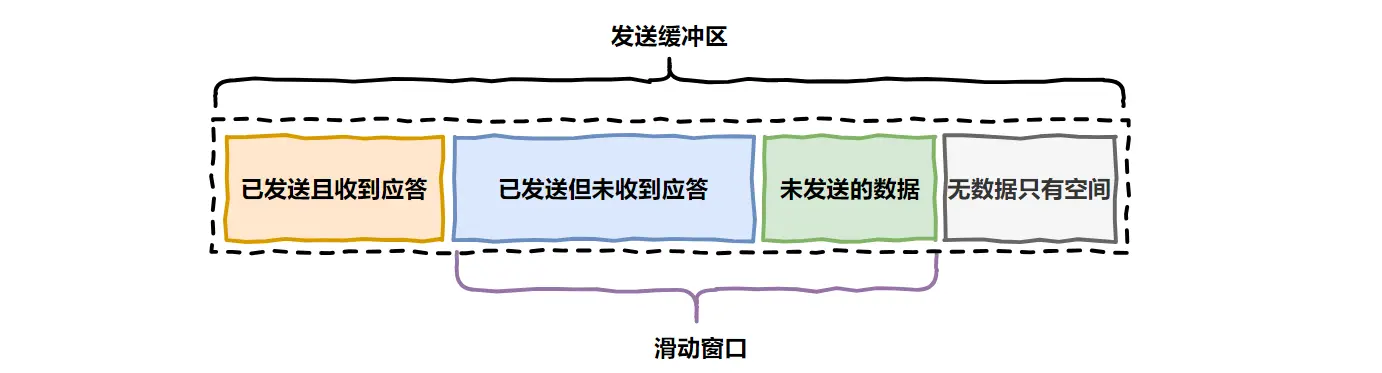 发送缓冲区
已发送且收到应答
已发送但未收到应答
未发送的数据
无数据只有空间
滑动窗口